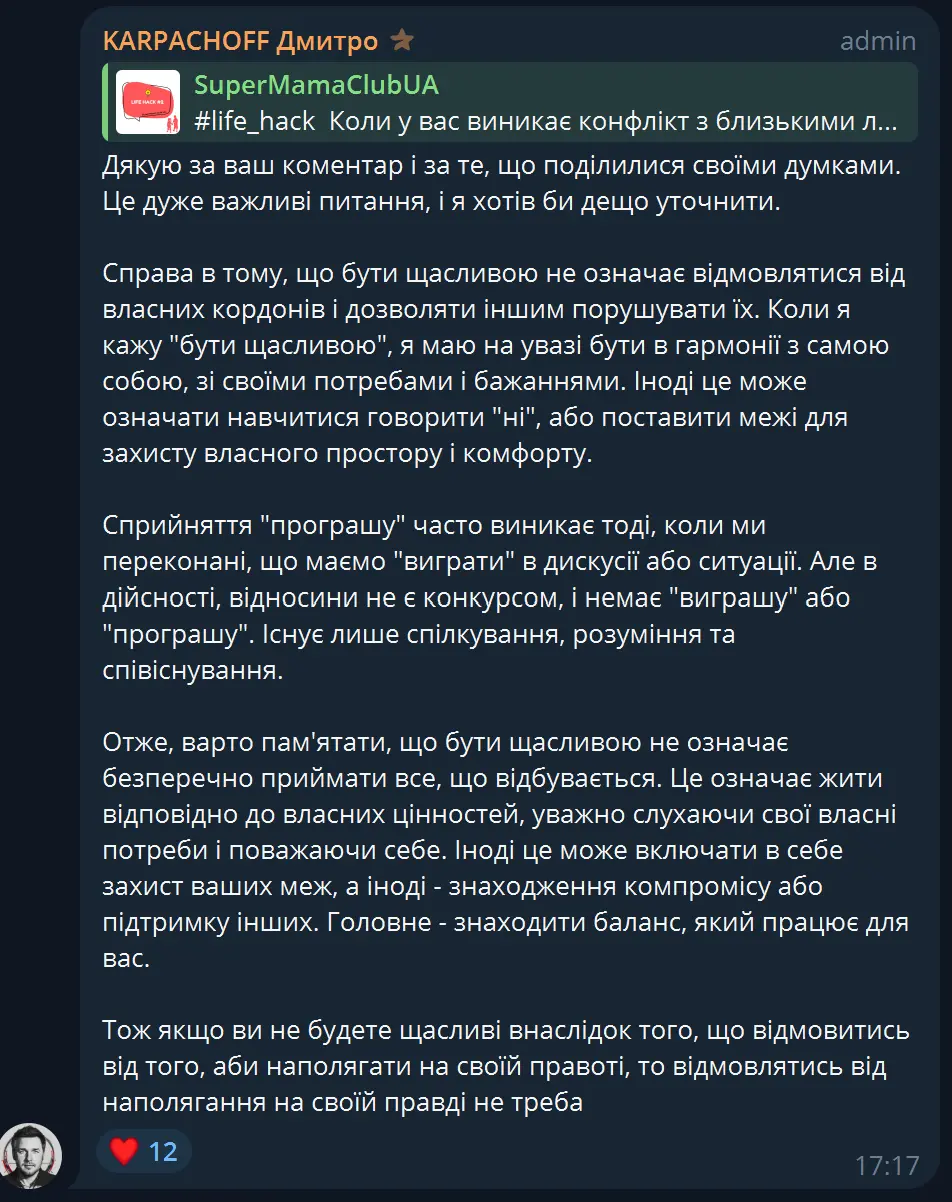 KARPACHOFF Дмитро
admin
SuperMamaClubUA
LIFE HACK #6
#life_hack Коли у вас виникає конфлікт з близькими л...
Дякую за ваш коментар і за те, що поділилися своїми думками.
Це дуже важливі питання, і я хотів би дещо уточнити.
Справа в тому, що бути щасливою не означає відмовлятися від
власних кордонів і дозволяти іншим порушувати їх. Коли я
кажу "бути щасливою", я маю на увазі бути в гармонії з самою
собою, зі своїми потребами і бажаннями. Іноді це може
означати навчитися говорити "ні", або поставити межі для
захисту власного простору і комфорту.
Сприйняття "програшу" часто виникає тоді, коли ми
переконані, що маємо "виграти" в дискусії або ситуації. Але в
дійсності, відносини не є конкурсом, і немає "виграшу" або
"програшу". Існує лише спілкування, розуміння та
співіснування.
Отже, варто пам'ятати, що бути щасливою не означає
безперечно приймати все, що відбувається. Це означає жити
відповідно до власних цінностей, уважно слухаючи свої власні
потреби і поважаючи себе. Іноді це може включати в себе
захист ваших меж, а іноді - знаходження компромісу або
підтримку інших. Головне - знаходити баланс, який працює для
вас.
Тож якщо ви не будете щасливі внаслідок того, що відмовитись
від того, аби наполягати на своїй правоті, то відмовлятись від
наполягання на своїй правді не треба
12
17:17